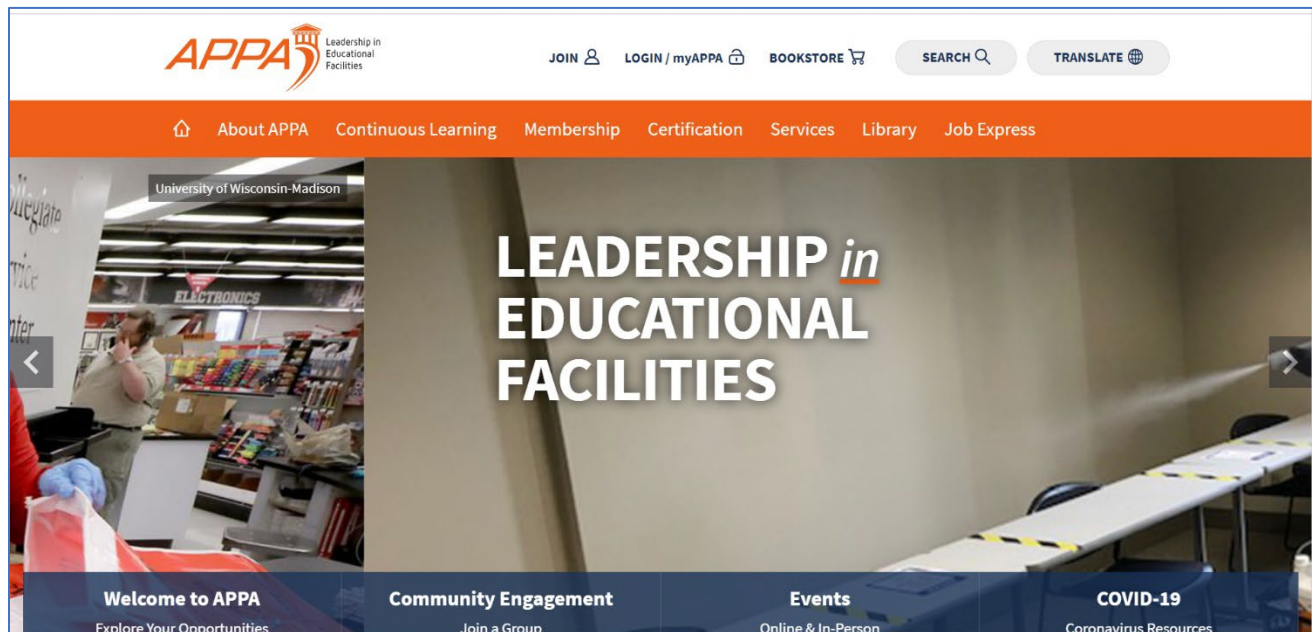 APPA
Leadership in
Educational
Facilities
JOIN
LOGIN / myAPPA
BOOKSTORE
SEARCH
TRANSLATE
About APPA
Continuous Learning
Membership
Certification
Services
Library
Job Express
University of Wisconsin-Madison
ELECTRONICS
LEADERSHIP in
EDUCATIONAL
FACILITIES
Welcome to APPA
Explore Your Opportunities
Community Engagement
Join a Group
Events
Online & In-Person
COVID-19
Coronavirus Resources